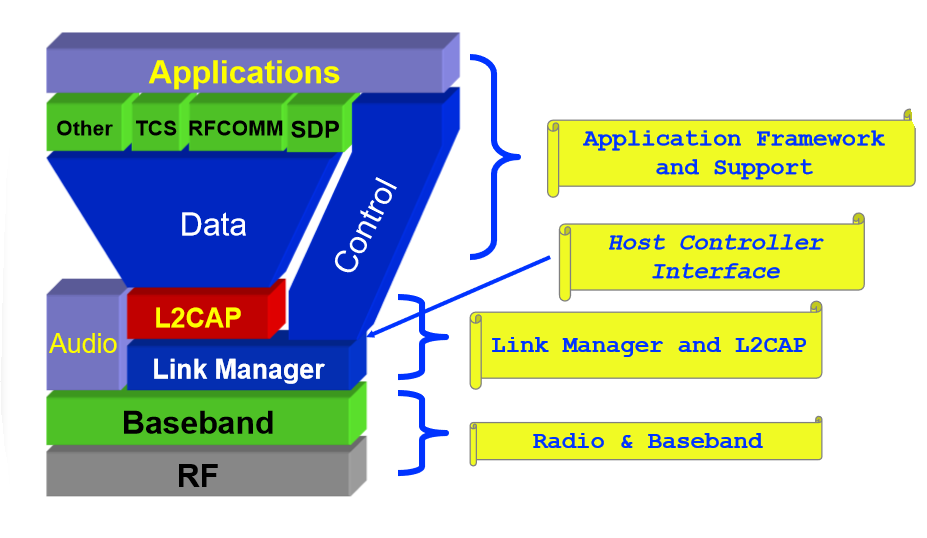 Applications
Other
TCS
RFCOMM
SDP
Data
Control
L2CAP
Audio
Link Manager
Baseband
RF
Application Framework
and Support
Host Controller
Interface
Link Manager and L2CAP
Radio & Baseband